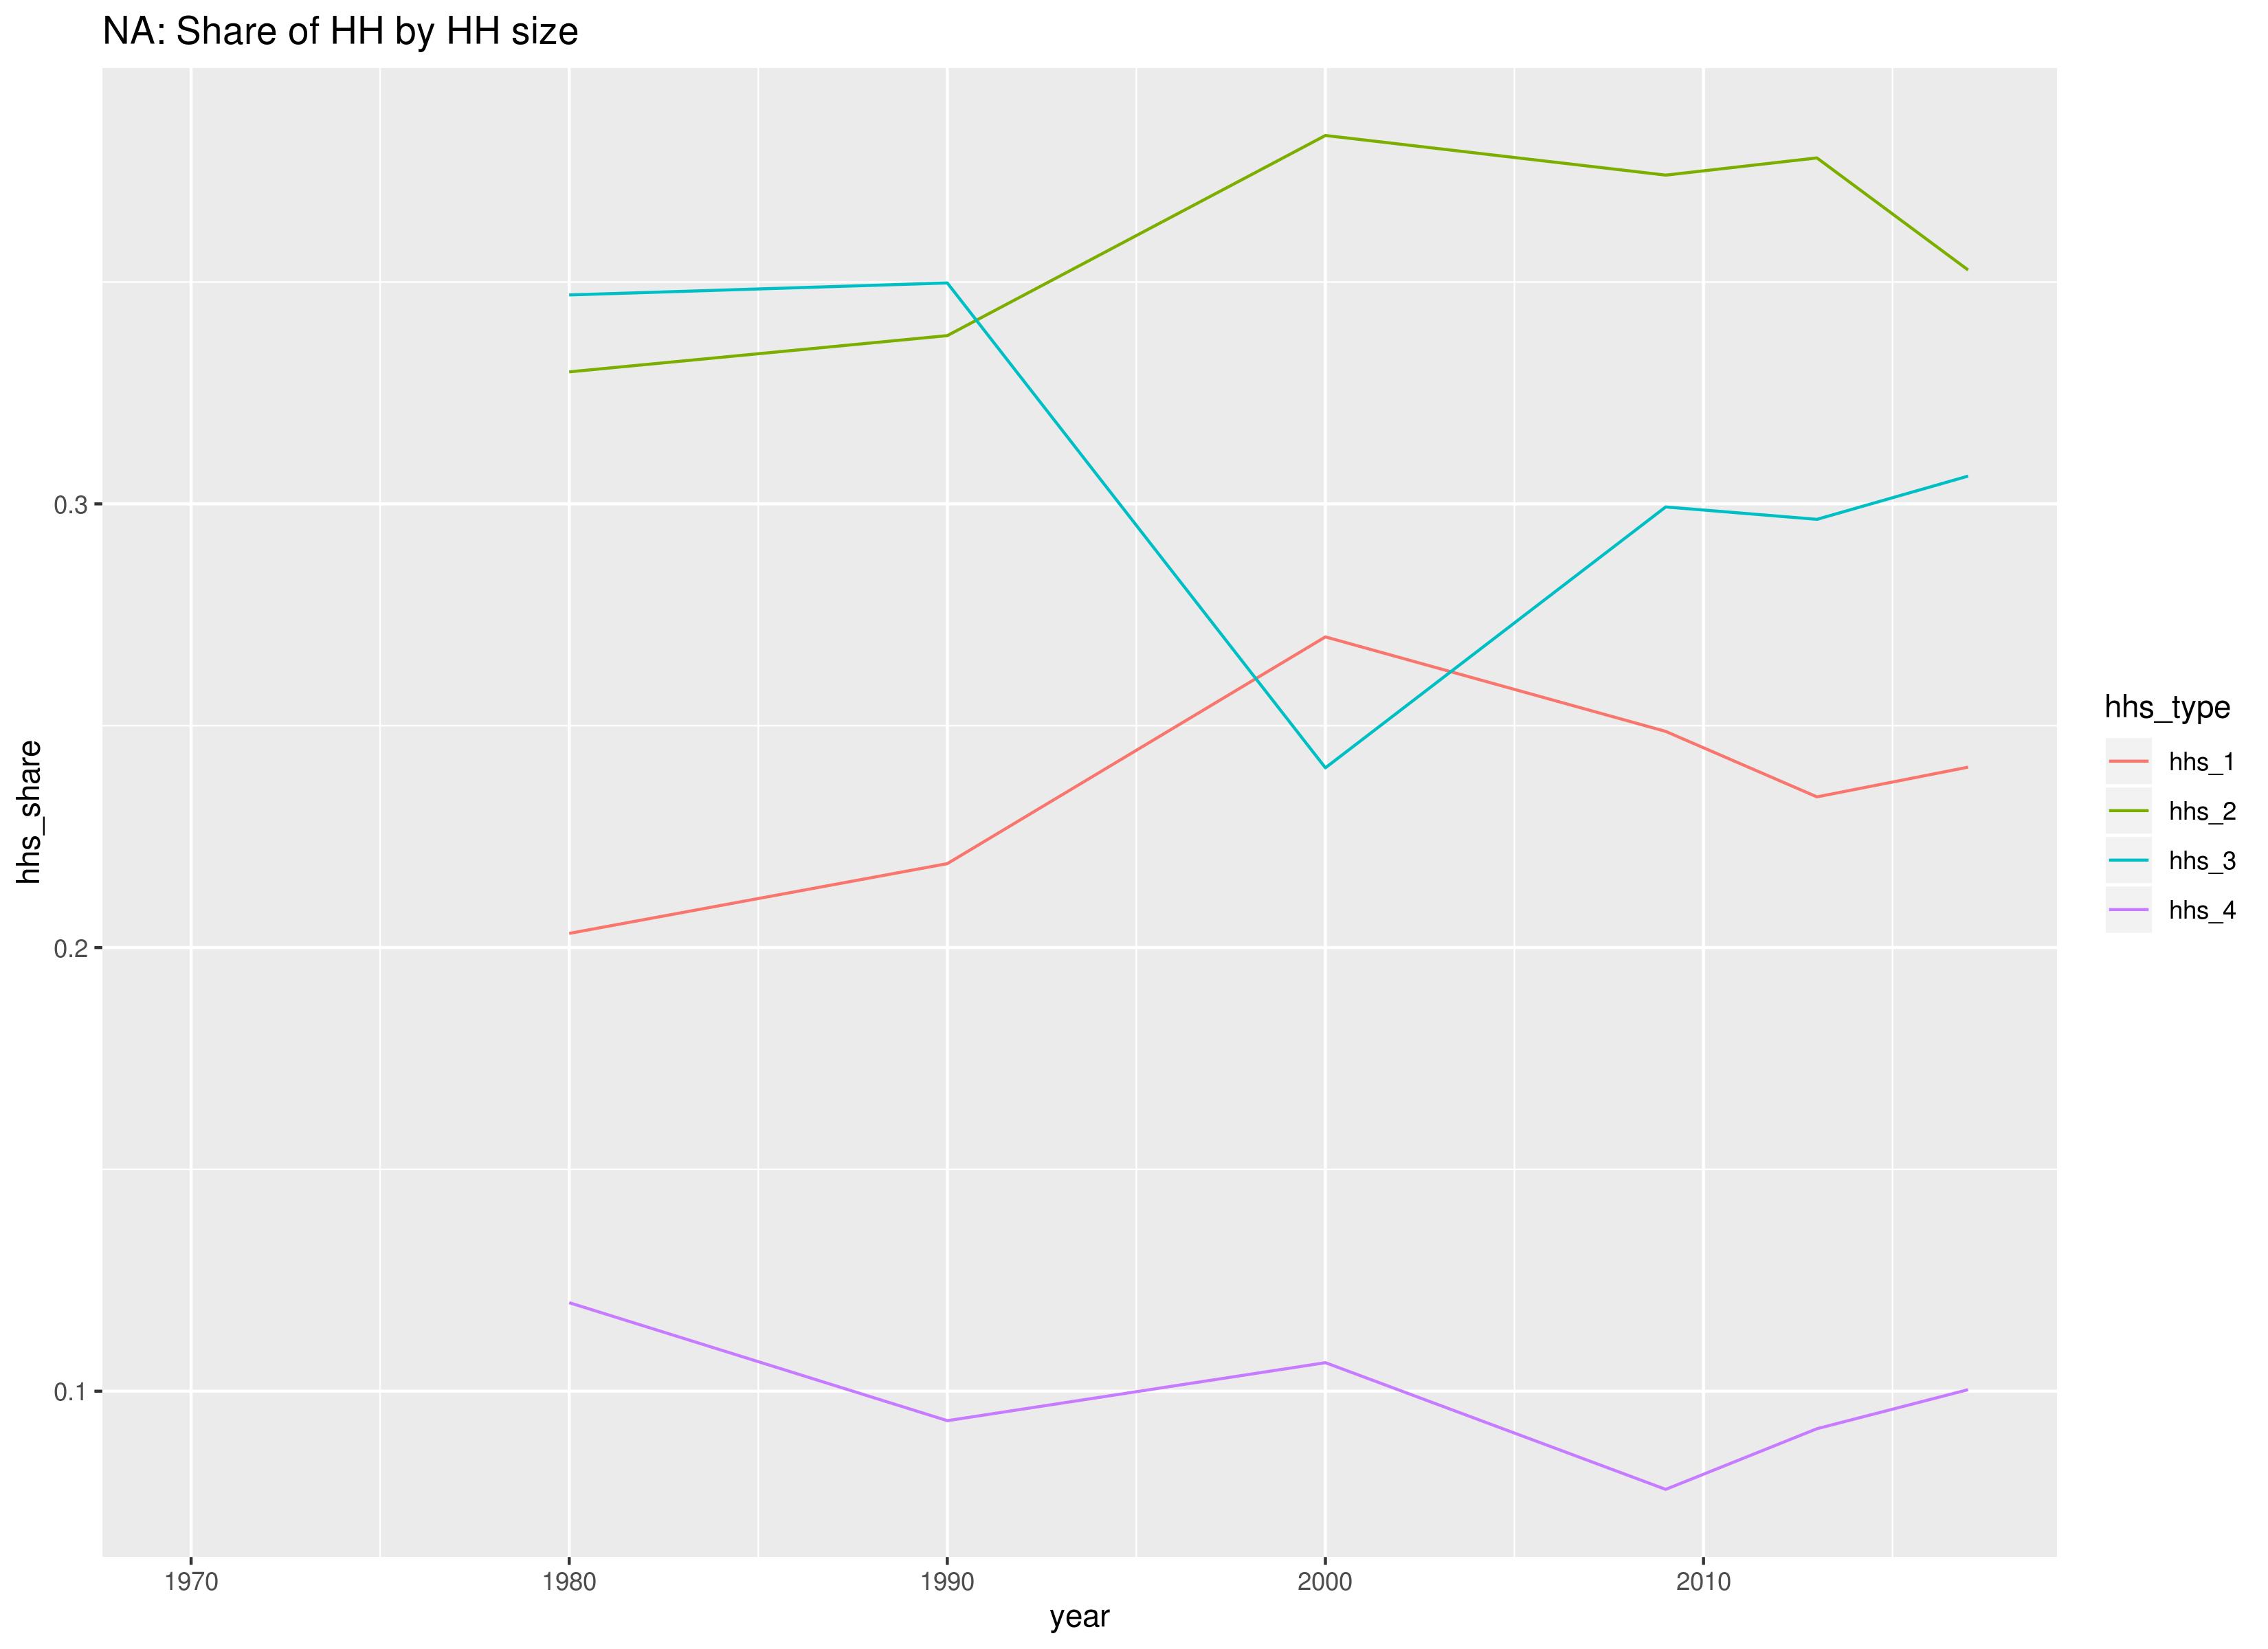 NA: Share of HH by HH size
hhs_share
0.3
0.2
0.1
1970 1980 1990 2000 2010
year
hhs_type
hhs_1
hhs_2
hhs_3
hhs_4